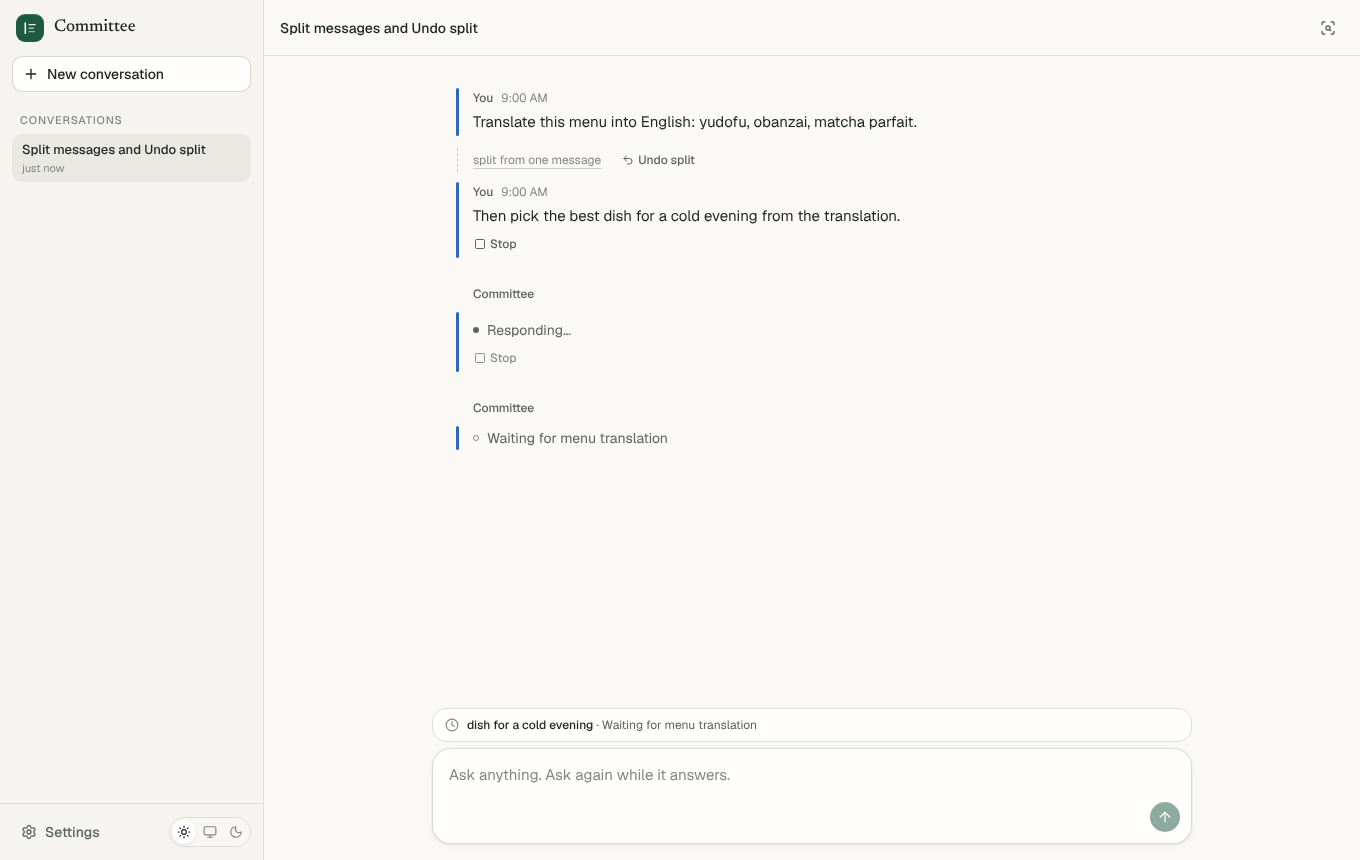 Committee
New conversation
CONVERSATIONS
Split messages and Undo split
just now
Settings
Split messages and Undo split
You 9:00 AM
Translate this menu into English: yudofu, obanzai, matcha parfait.
split from one message Undo split
You 9:00 AM
Then pick the best dish for a cold evening from the translation.
Stop
Committee
Responding...
Stop
Committee
Waiting for menu translation
dish for a cold evening · Waiting for menu translation
Ask anything. Ask again while it answers.